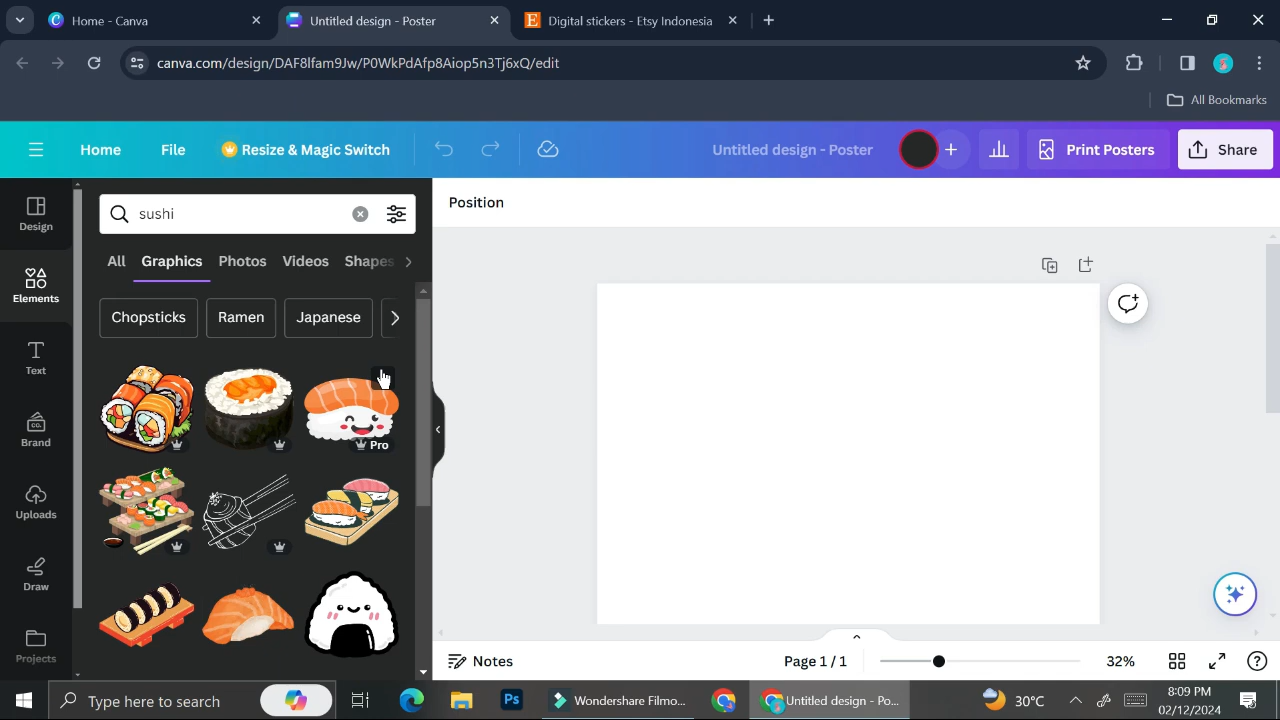 Home - Canva
Untitled design - Poster
Digital stickers - Etsy Indonesia
canva.com/design/DAF8lfam9Jw/P0WkPdAfp8Aiop5n3Tj6xQ/edit
All Bookmarks
Home
File
Resize & Magic Switch
Untitled design - Poster
Print Posters
Share
Design
Elements
Text
Brand
Uploads
Draw
Projects
sushi
All
Graphics
Photos
Videos
Shapes
Chopsticks
Ramen
Japanese
Pro
Position
Notes
Page 1 / 1
32%
Type here to search
Ps
Wondershare Filmo...
Untitled design - Po...
30°C
8:09 PM
02/12/2024